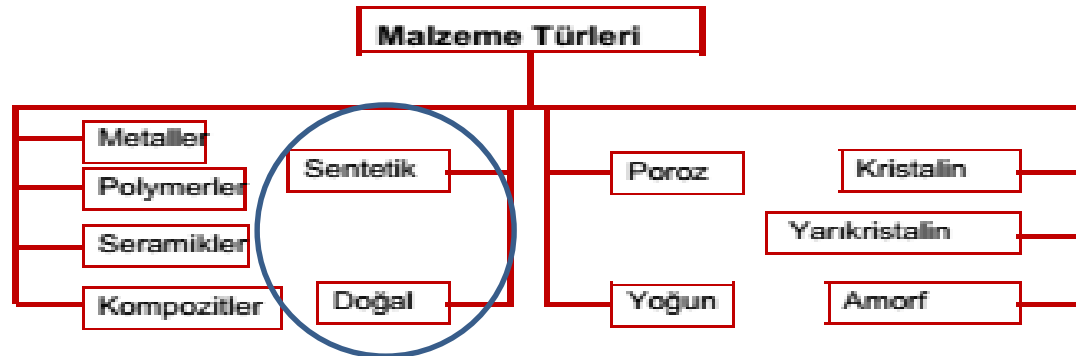 Malzeme Türleri
Metaller
Polymerler
Seramikler
Kompozitler
Sentetik
Doğal
Poroz
Yoğun
Kristalin
Yarıkristalin
Amorf